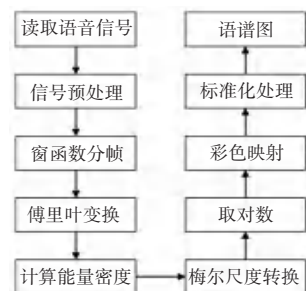 读取语音信号
信号预处理
窗函数分帧
傅里叶变换
计算能量密度
梅尔尺度转换
取对数
彩色映射
标准化处理
语谱图